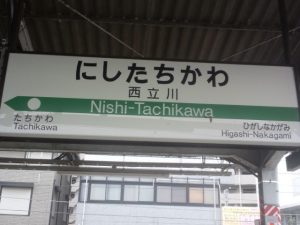 にしたちかわ
西立川
Nishi-Tachikawa
たちかわ
Tachikawa
ひがしなかがみ
Higashi-Nakagami